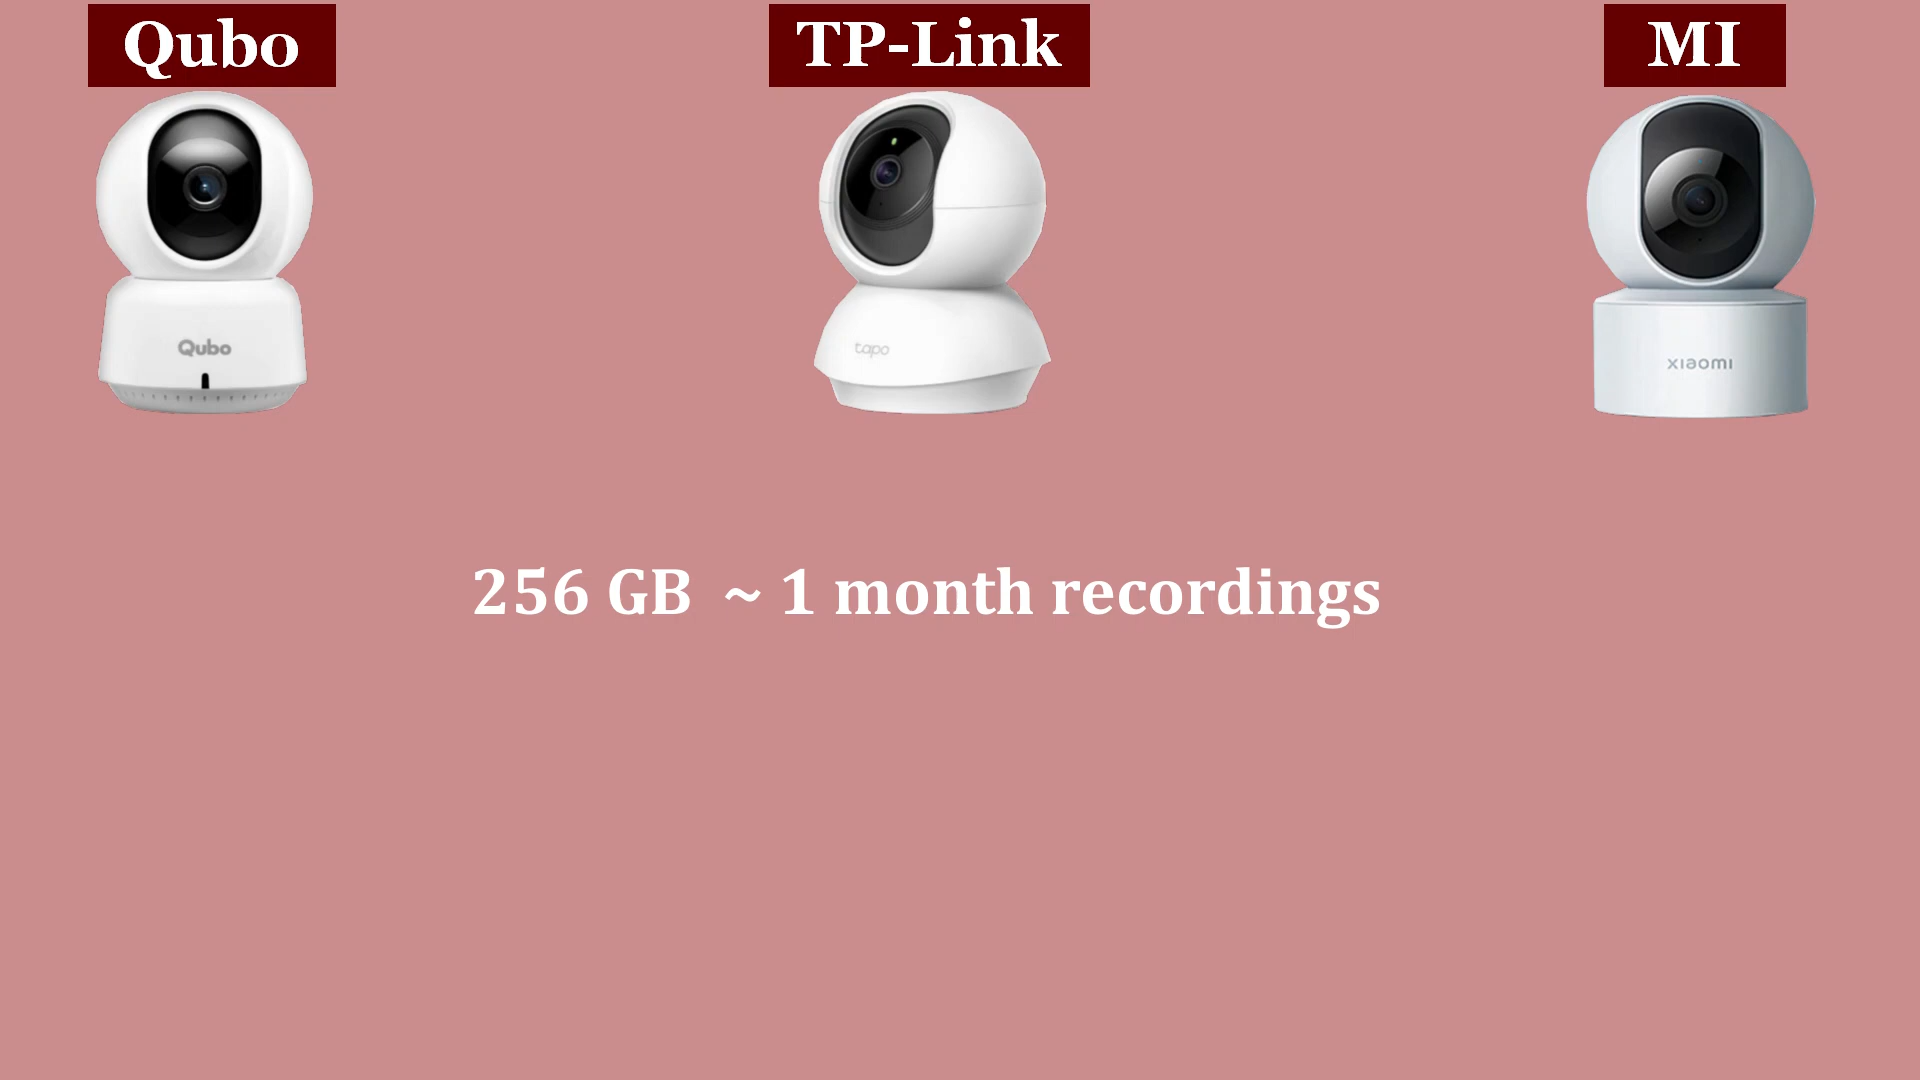 Qubo
TP-Link
MI
Qubo
tapo
xiaomi
256 GB ~ 1 month recordings